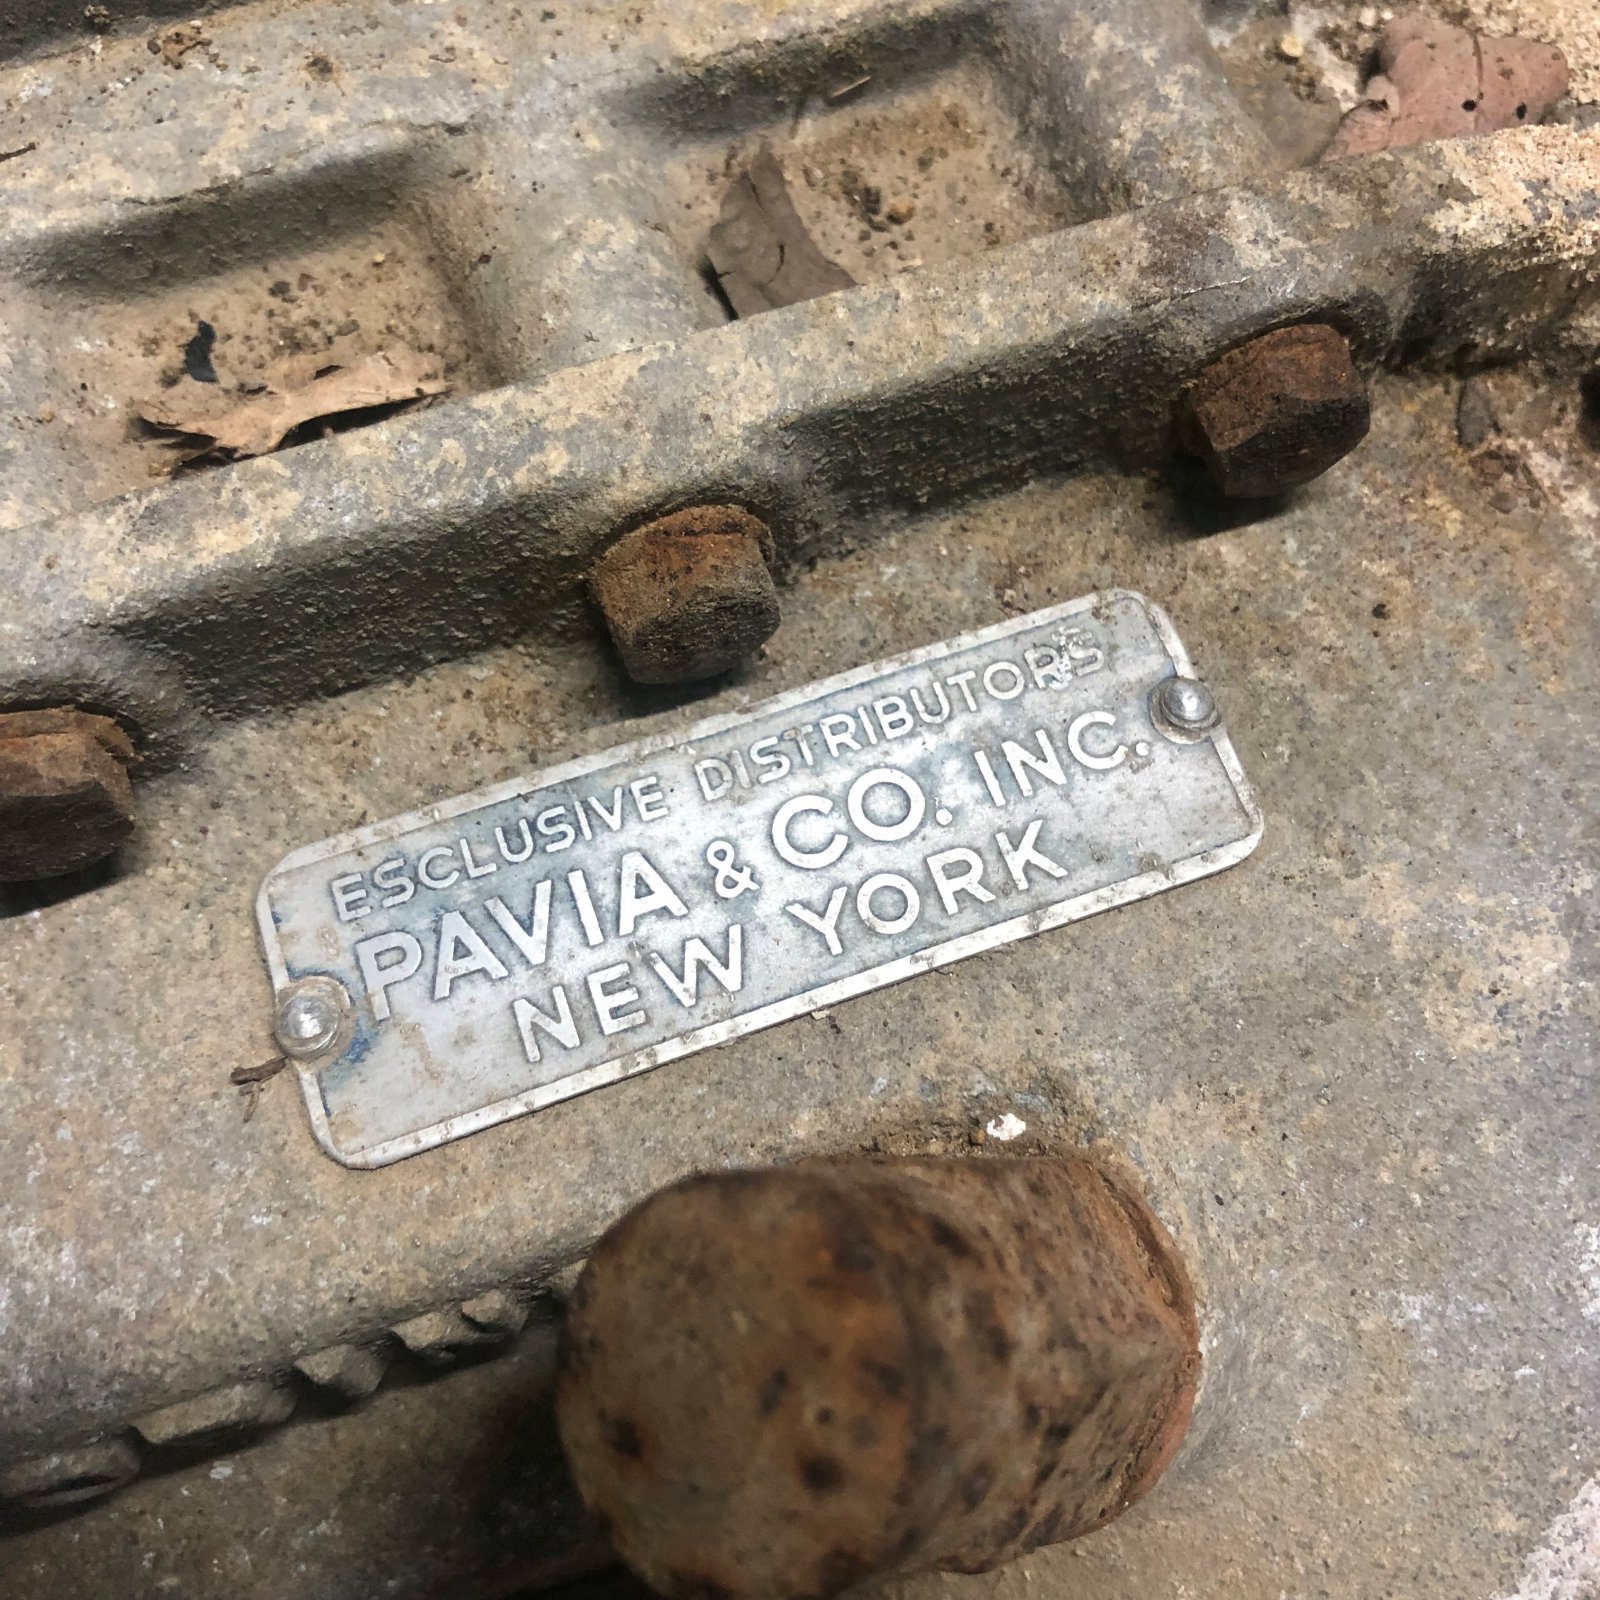 ESCLUSIVE DISTRIBUTORS
PAVIA & CO. INC.
NEW YORK